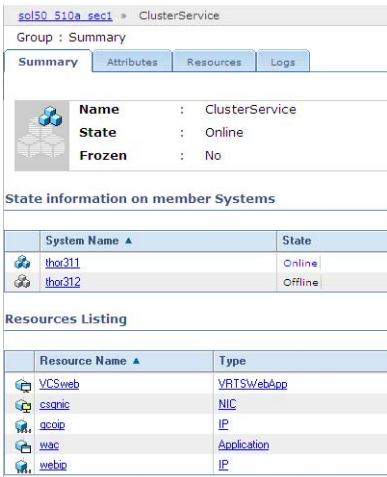 sol50_510a_sec1 » ClusterService
Group : Summary
Summary Attributes Resources Logs
Name : ClusterService
State : Online
Frozen : No
State information on member Systems
System Name ▲ State
thor311 Online
thor312 Offline
Resources Listing
Resource Name ▲ Type
VCSweb VRTSWebApp
csgnic NIC
gcoip IP
wac Application
webip IP